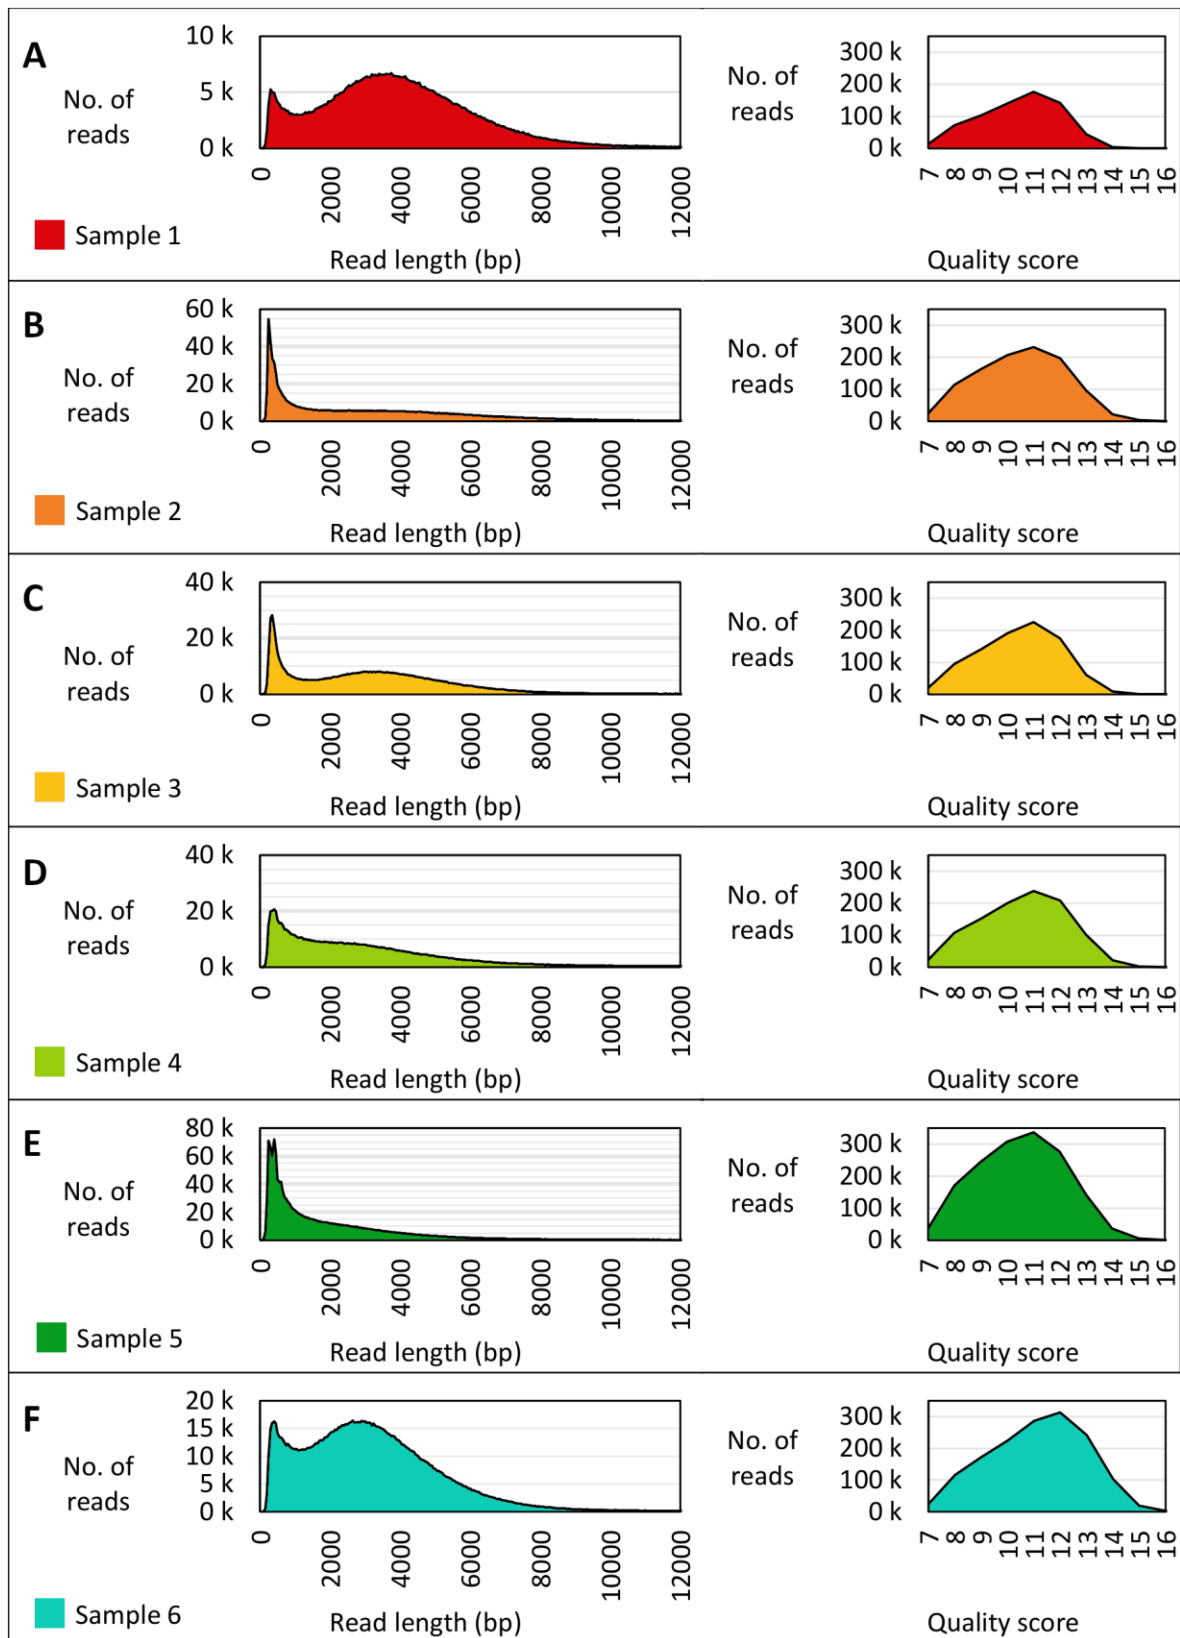 A
No. of
reads
10 k
5 k
0 k
0
2000
4000
6000
8000
10000
12000
Read length (bp)
Sample 1
No. of
reads
300 k
200 k
100 k
0 k
7
8
9
10
11
12
13
14
15
16
Quality score
B
No. of
reads
60 k
40 k
20 k
0 k
0
2000
4000
6000
8000
10000
12000
Read length (bp)
Sample 2
No. of
reads
300 k
200 k
100 k
0 k
7
8
9
10
11
12
13
14
15
16
Quality score
C
No. of
reads
40 k
20 k
0 k
0
2000
4000
6000
8000
10000
12000
Read length (bp)
Sample 3
No. of
reads
300 k
200 k
100 k
0 k
7
8
9
10
11
12
13
14
15
16
Quality score
D
No. of
reads
40 k
20 k
0 k
0
2000
4000
6000
8000
10000
12000
Read length (bp)
Sample 4
No. of
reads
300 k
200 k
100 k
0 k
7
8
9
10
11
12
13
14
15
16
Quality score
E
No. of
reads
80 k
60 k
40 k
20 k
0 k
0
2000
4000
6000
8000
10000
12000
Read length (bp)
Sample 5
No. of
reads
300 k
200 k
100 k
0 k
7
8
9
10
11
12
13
14
15
16
Quality score
F
No. of
reads
20 k
15 k
10 k
5 k
0 k
0
2000
4000
6000
8000
10000
12000
Read length (bp)
Sample 6
No. of
reads
300 k
200 k
100 k
0 k
7
8
9
10
11
12
13
14
15
16
Quality score